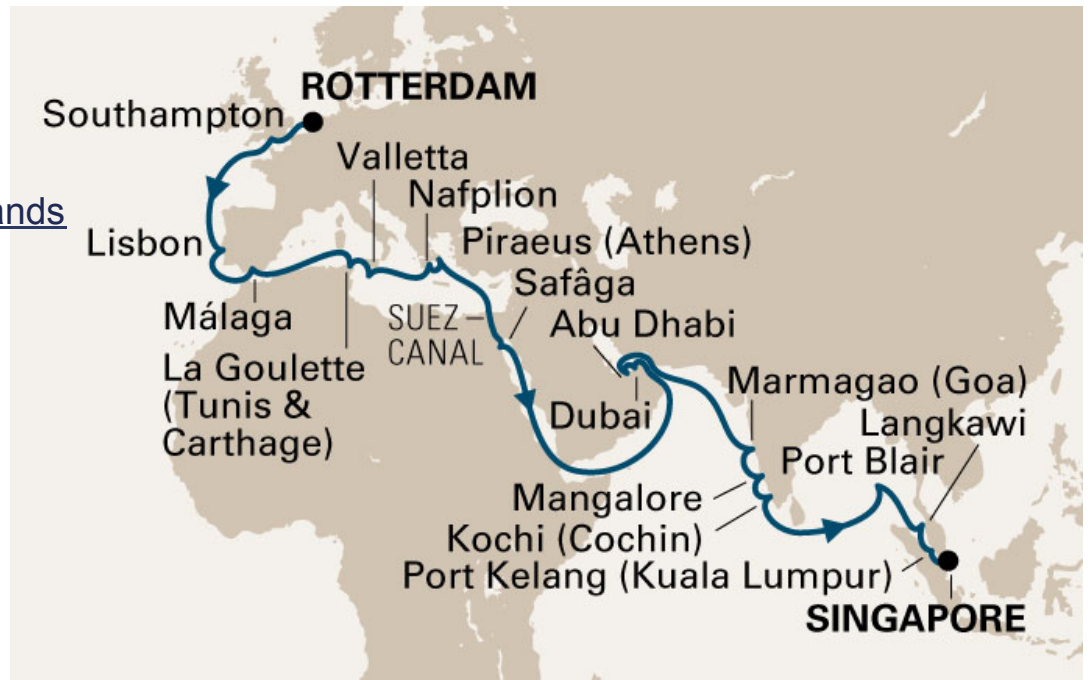 ROTTERDAM
Southampton
Valletta
ands
Nafplion
Lisbon
Piraeus (Athens)
Safâga
Málaga
SUEZ
CANAL
Abu Dhabi
La Goulette
(Tunis &
Carthage)
Marmagao (Goa)
Dubai
Langkawi
Port Blair
Mangalore
Kochi (Cochin)
Port Kelang (Kuala Lumpur)
SINGAPORE